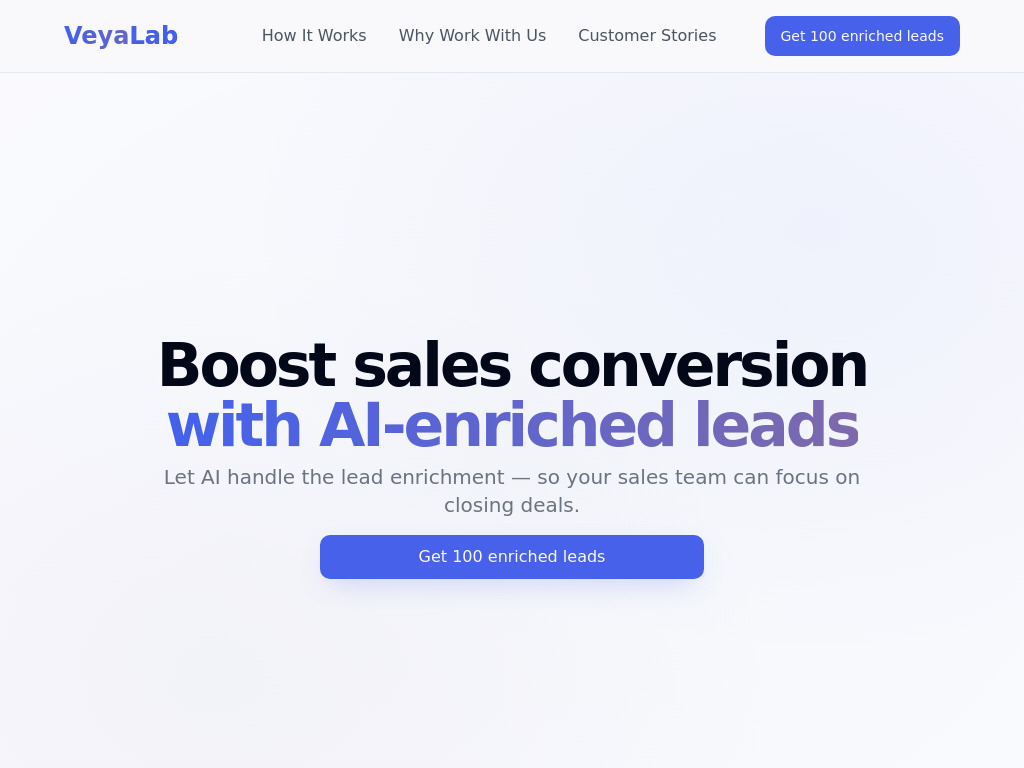 VeyaLab
How It Works
Why Work With Us
Customer Stories
Get 100 enriched leads
Boost sales conversion
with AI-enriched leads
Let AI handle the lead enrichment — so your sales team can focus on
closing deals.
Get 100 enriched leads